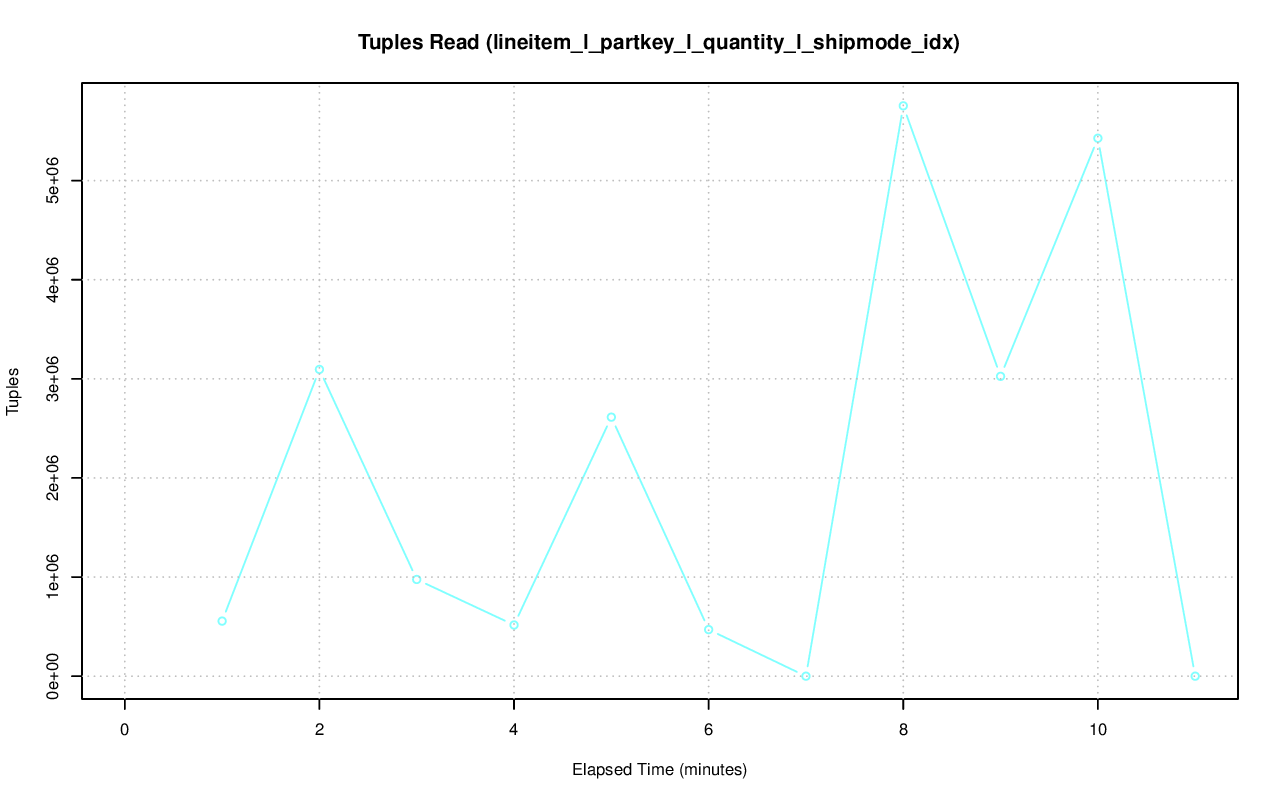 Tuples Read (lineitem_l_partkey_l_quantity_l_shipmode_idx)
5e+06
4e+06
3e+06
2e+06
1e+06
0e+00
Tuples
0 2 4 6 8 10
Elapsed Time (minutes)